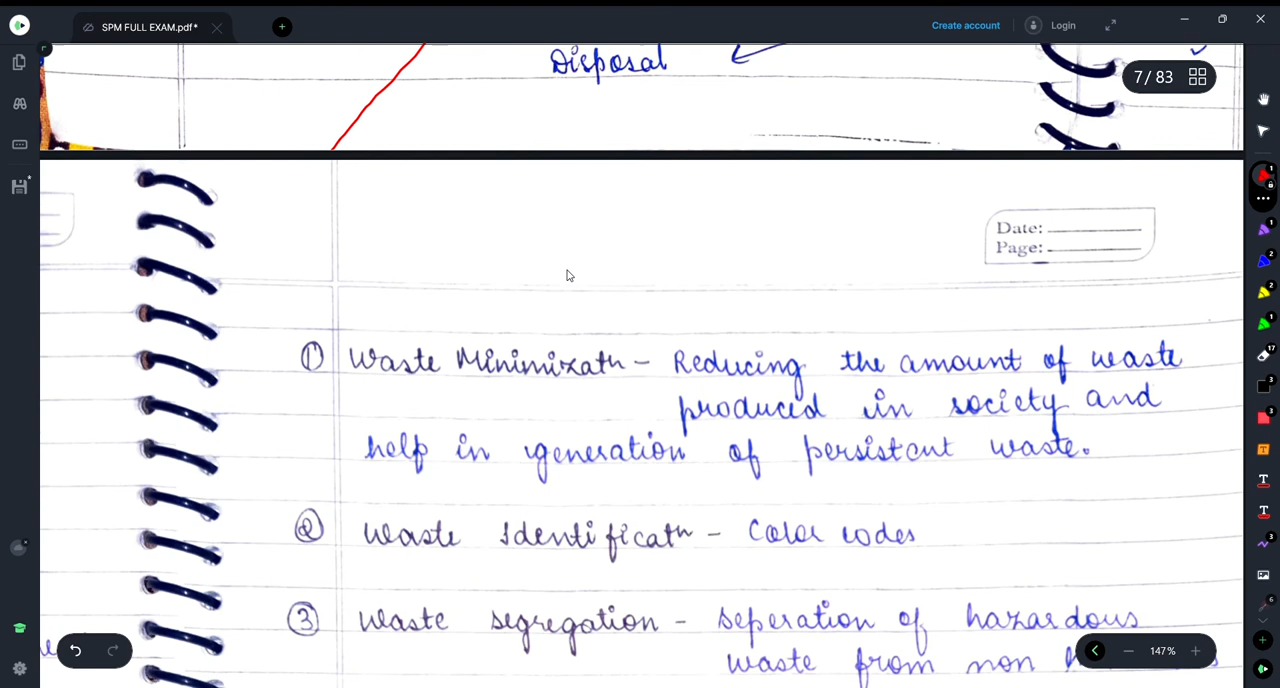 SPM FULL EXAM.pdf*
Create account
Login
Disposal
7 / 83
Date:
Page:
① Waste Minimizatn – Reducing the amount of waste
produced in society and
help in generation of persistent waste.
② Waste Identificatn – Color codes
③ Waste segregation – seperation of hazardous
waste from non
147%